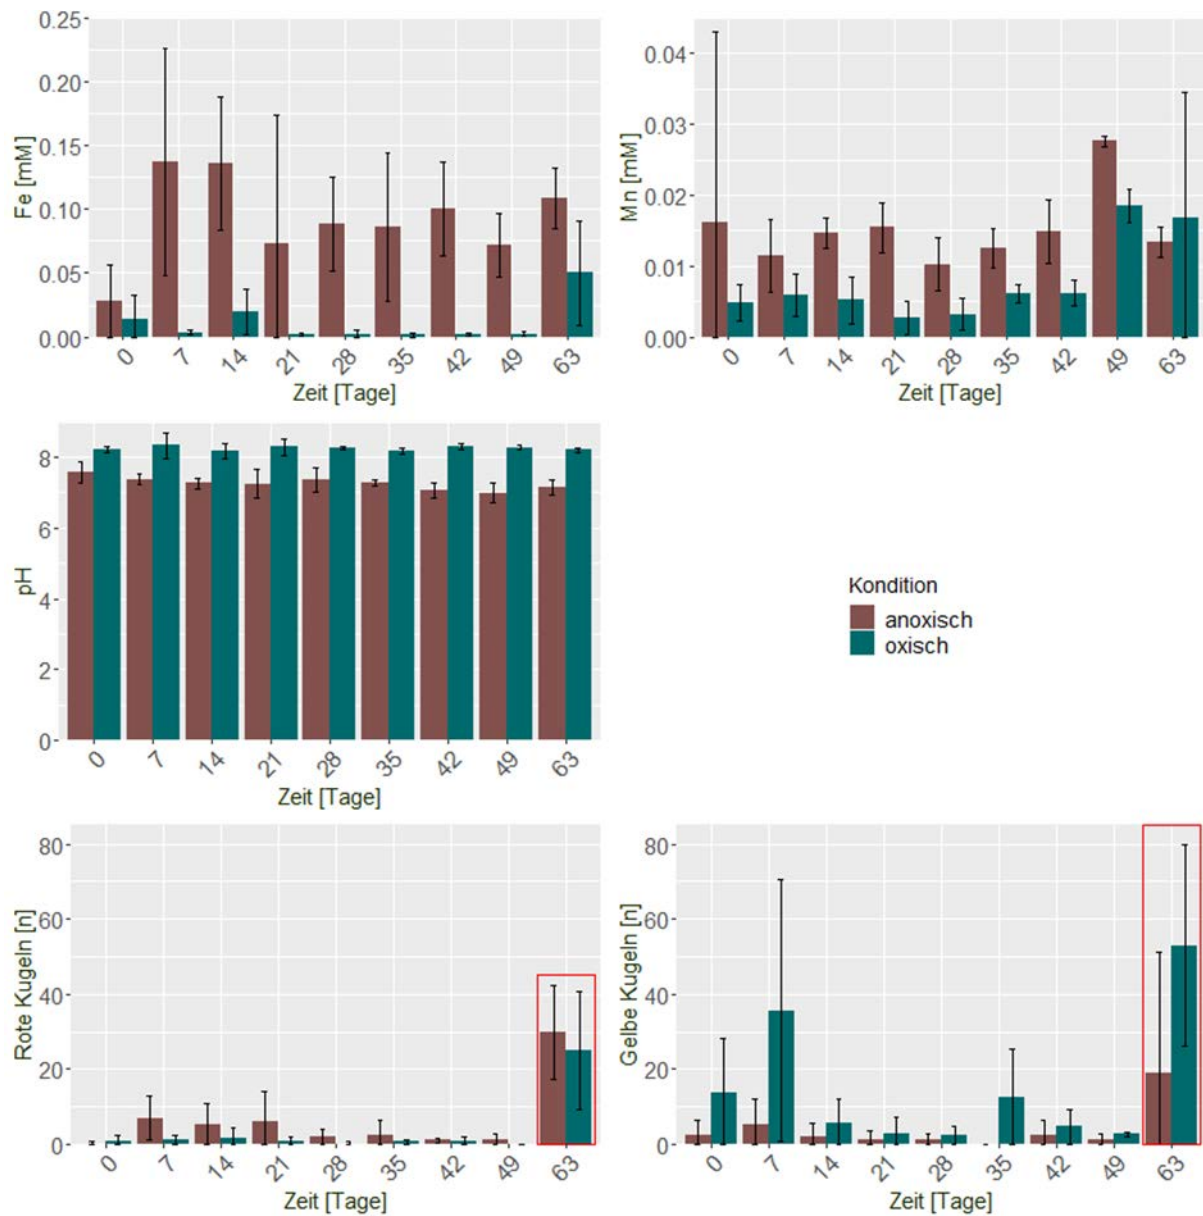 0.25
0.20
0.15
0.10
0.05
0.00
Fe [mM]
0 7 14 21 28 35 42 49 63
Zeit [Tage]
0.04
0.03
0.02
0.01
0.00
Mn [mM]
0 7 14 21 28 35 42 49 63
Zeit [Tage]
8
6
4
2
0
pH
0 7 14 21 28 35 42 49 63
Zeit [Tage]
Kondition
anoxisch
oxisch
80
60
40
20
0
Rote Kugeln [n]
0 7 14 21 28 35 42 49 63
Zeit [Tage]
80
60
40
20
0
Gelbe Kugeln [n]
0 7 14 21 28 35 42 49 63
Zeit [Tage]